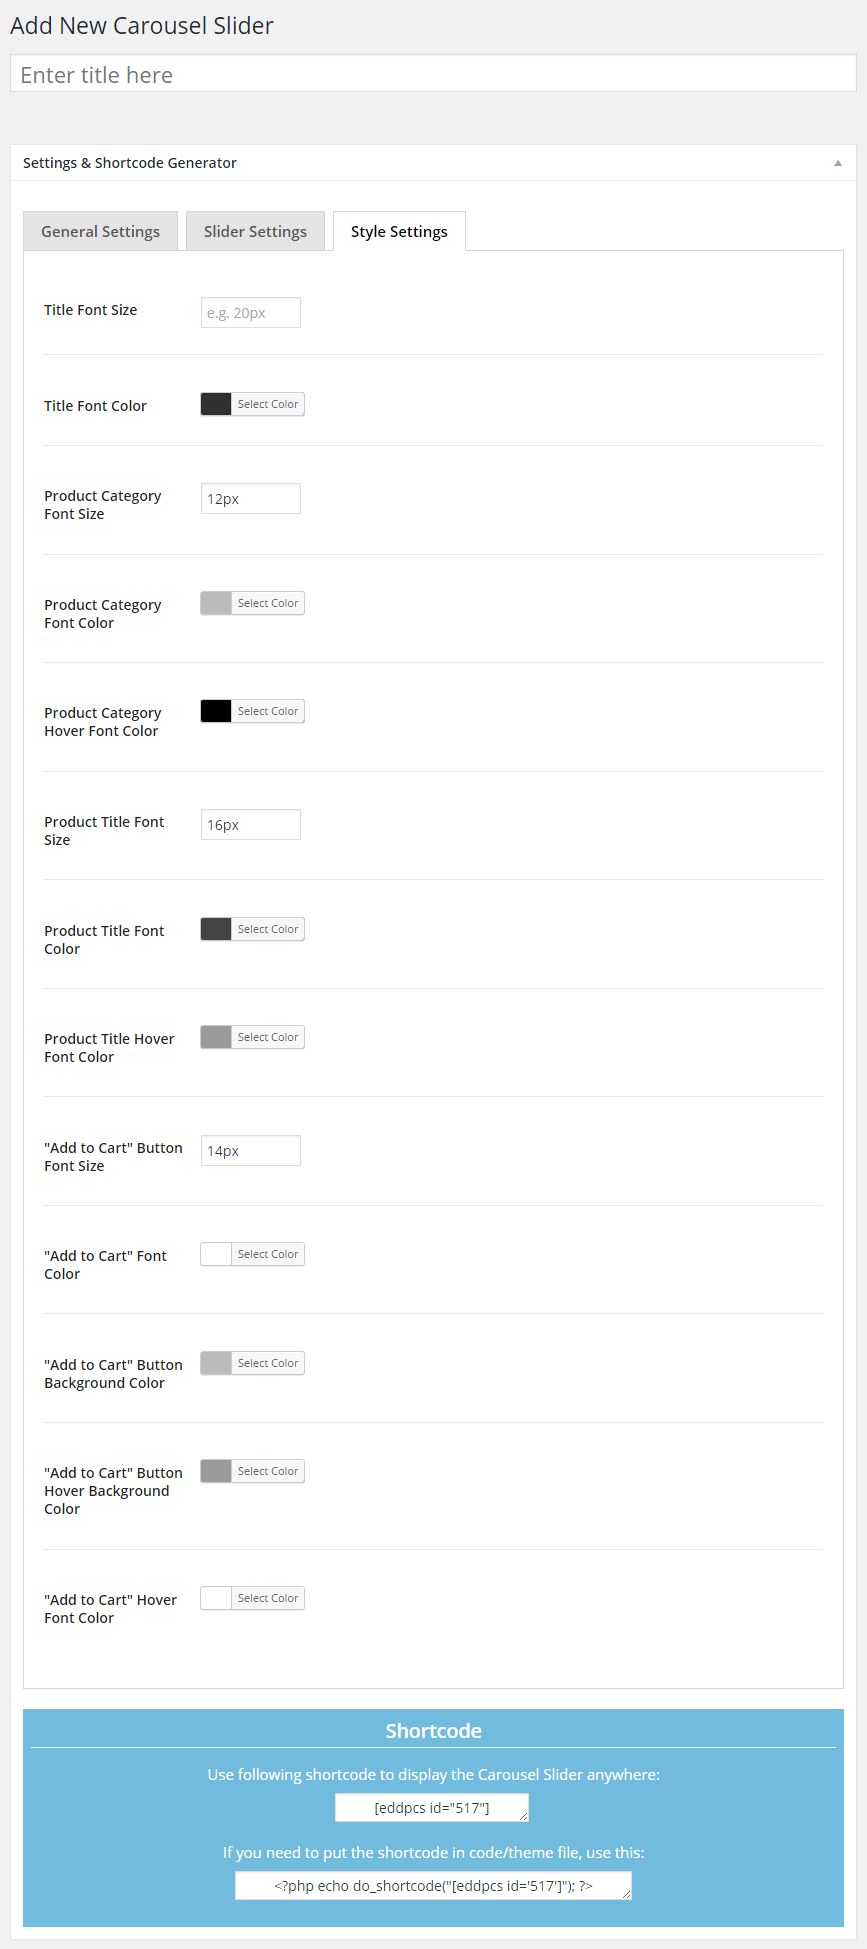 Add New Carousel Slider
Enter title here
Settings & Shortcode Generator
General Settings
Slider Settings
Style Settings
Title Font Size
e.g. 20px
Title Font Color
Select Color
Product Category
Font Size
12px
Product Category
Font Color
Select Color
Product Category
Hover Font Color
Select Color
Product Title Font
Size
16px
Product Title Font
Color
Select Color
Product Title Hover
Font Color
Select Color
"Add to Cart" Button
Font Size
14px
"Add to Cart" Font
Color
Select Color
"Add to Cart" Button
Background Color
Select Color
"Add to Cart" Button
Hover Background
Color
Select Color
"Add to Cart" Hover
Font Color
Select Color
Shortcode
Use following shortcode to display the Carousel Slider anywhere:
[eddpcs id="517"]
If you need to put the shortcode in code/theme file, use this:
<?php echo do_shortcode("[eddpcs id='517']"); ?>